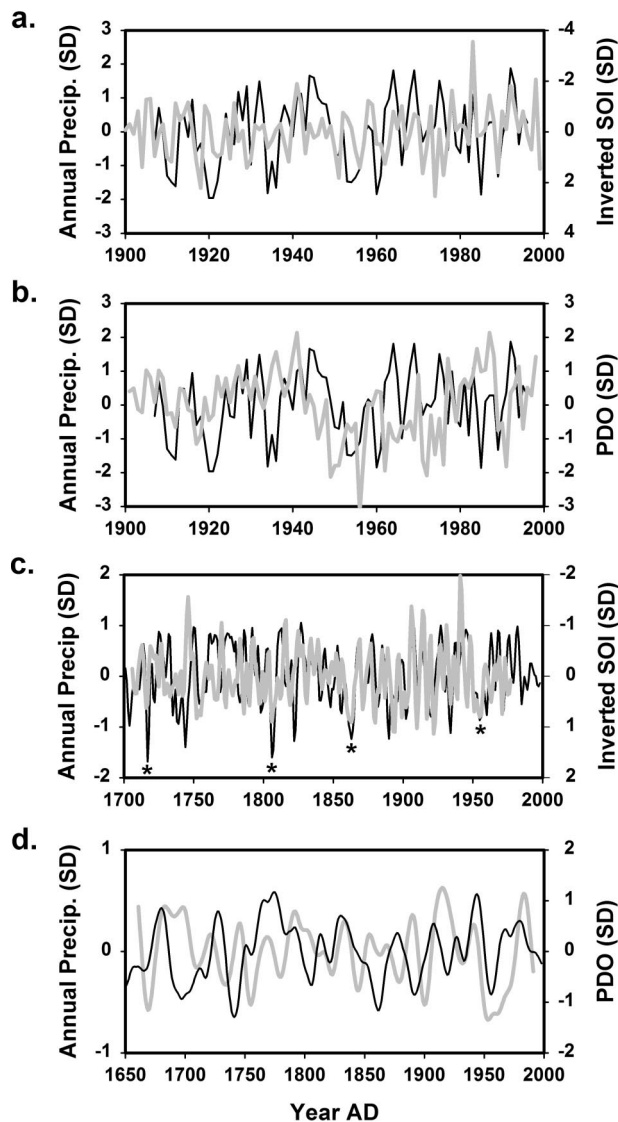 a.
Annual Precip. (SD)
3
2
1
0
-1
-2
-3
-4
-2
0
2
4
Inverted SOI (SD)
1900 1920 1940 1960 1980 2000
b.
Annual Precip. (SD)
3
2
1
0
-1
-2
-3
3
2
1
0
-1
-2
-3
PDO (SD)
1900 1920 1940 1960 1980 2000
c.
Annual Precip (SD)
2
1
0
-1
-2
-2
-1
0
1
2
Inverted SOI (SD)
* * * *
1700 1750 1800 1850 1900 1950 2000
d.
Annual Precip. (SD)
1
0
-1
2
1
0
-1
-2
PDO (SD)
1650 1700 1750 1800 1850 1900 1950 2000
Year AD